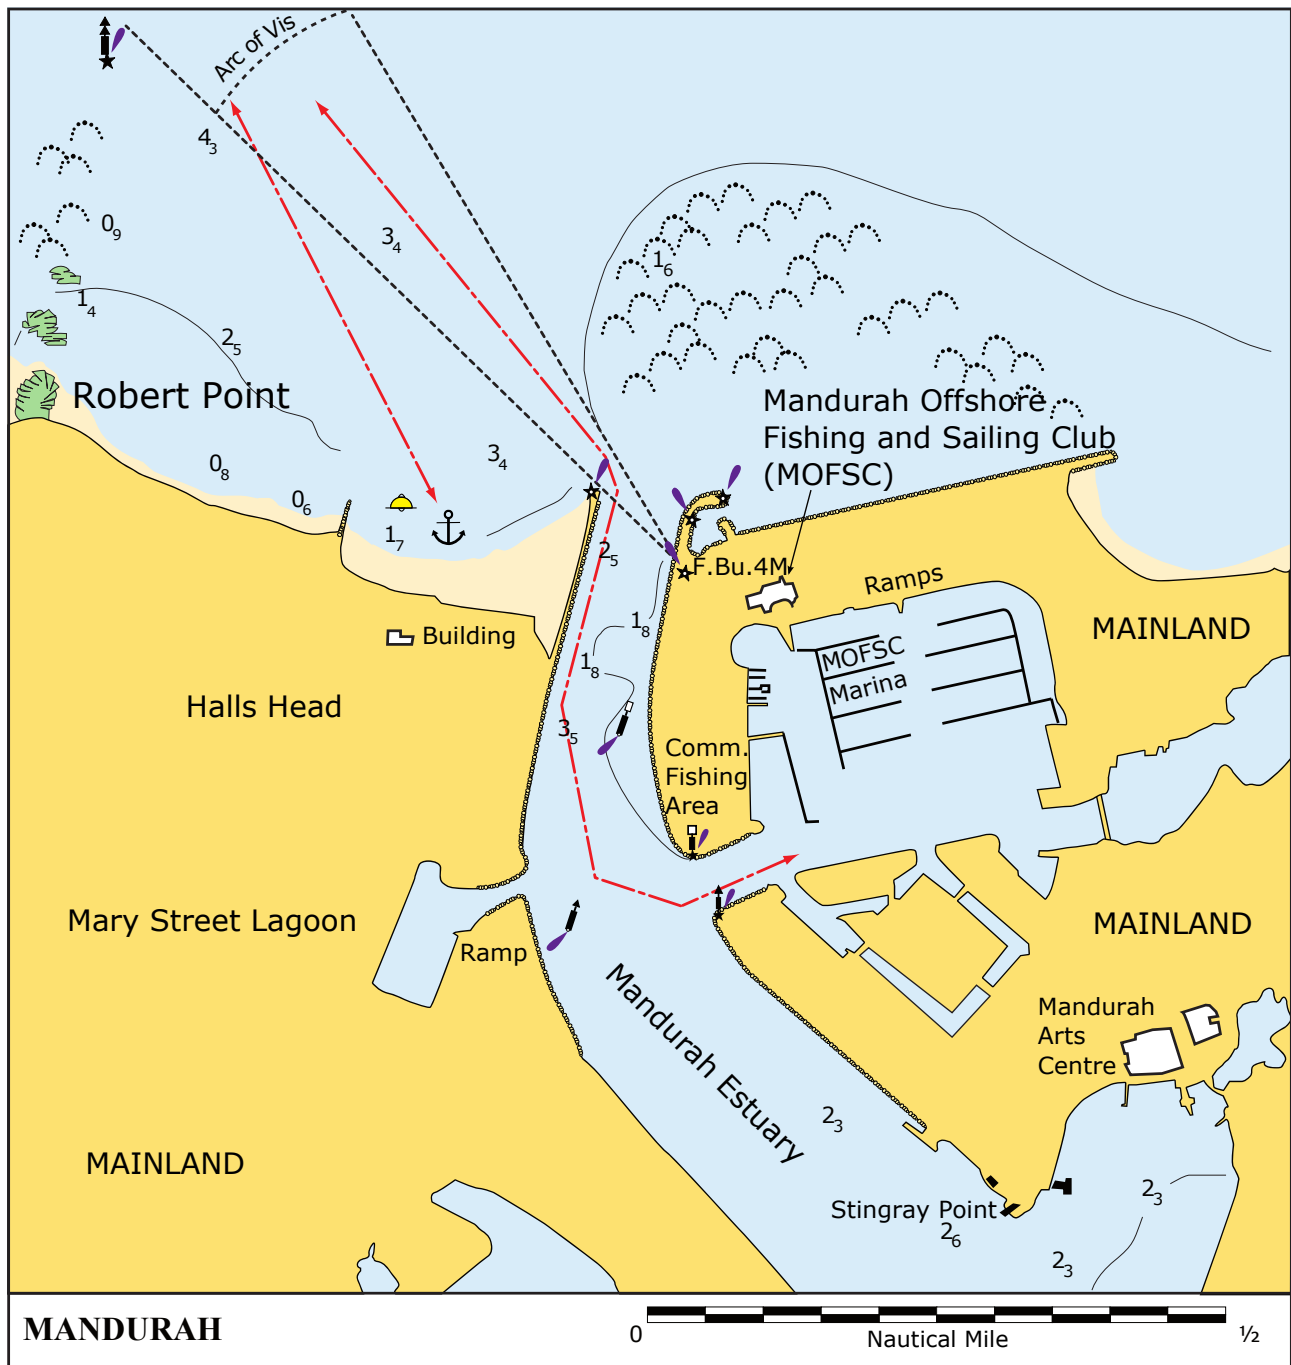 Arc of Vis
4₃
0₉
3₄
1₆
1₄
2₅
Robert Point
Mandurah Offshore
Fishing and Sailing Club
(MOFSC)
3₄
0₈
0₆
1₇
2₅
F.Bu.4M
Ramps
1₈
Building
MAINLAND
MOFSC
1₈
Marina
Halls Head
3₅
Comm.
Fishing
Area
Mary Street Lagoon
MAINLAND
Ramp
Mandurah Estuary
Mandurah
Arts
Centre
2₃
MAINLAND
2₃
Stingray Point
2₆
2₃
MANDURAH
0
Nautical Mile
½